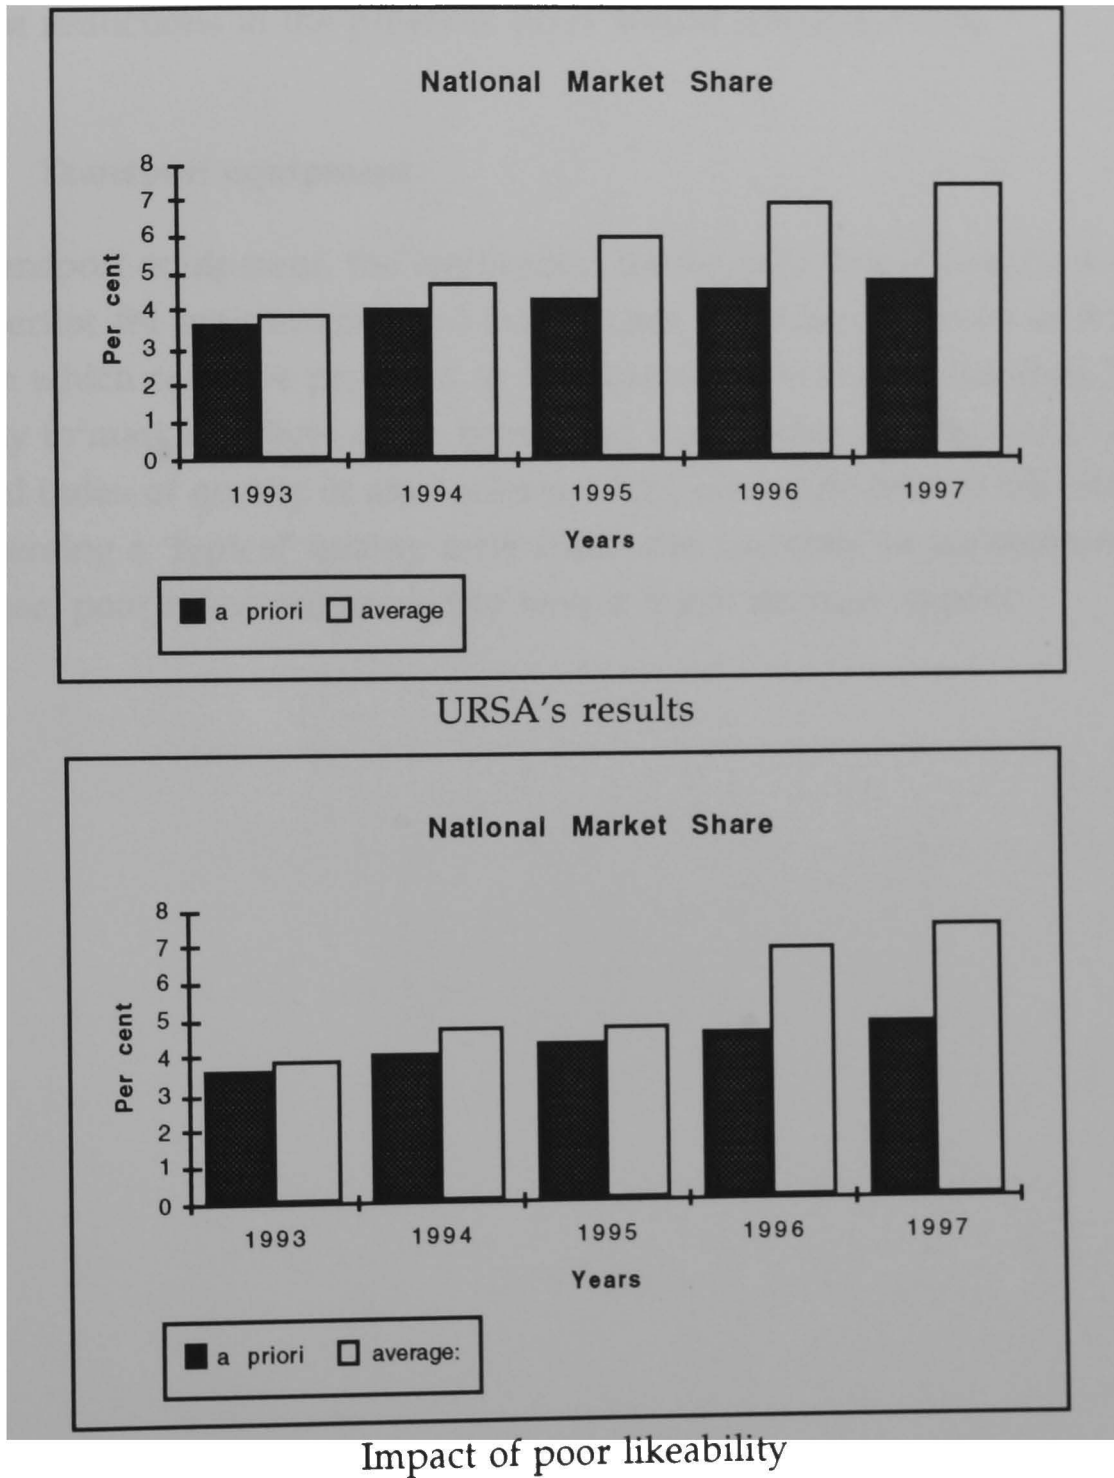 National Market Share
8
7
6
5
4
3
2
1
0
Per cent
1993 1994 1995 1996 1997
Years
a priori average
URSA's results
National Market Share
8
7
6
5
4
3
2
1
0
Per cent
1993 1994 1995 1996 1997
Years
a priori average:
Impact of poor likeability